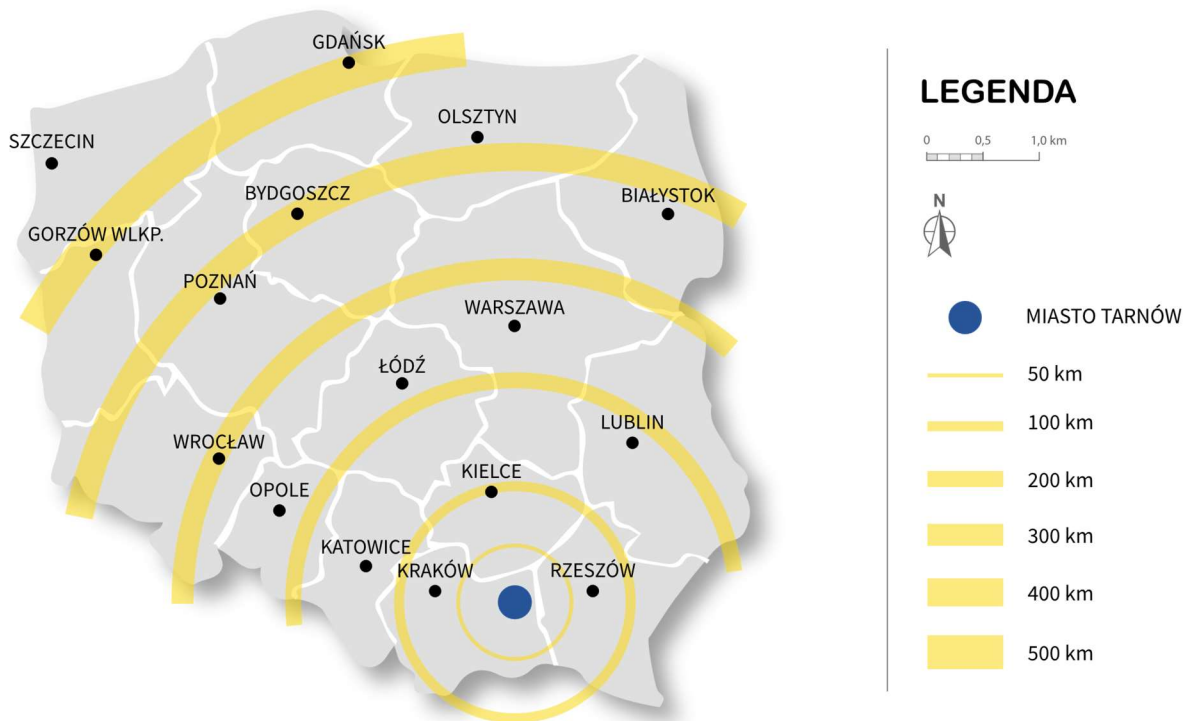 GDAŃSK
OLSZTYN
SZCZECIN
BYDGOSZCZ
BIAŁYSTOK
GORZÓW WLKP.
POZNAŃ
WARSZAWA
ŁÓDŹ
LUBLIN
WROCŁAW
KIELCE
OPOLE
KATOWICE
KRAKÓW
RZESZÓW
LEGENDA
0 0,5 1,0 km
N
MIASTO TARNÓW
50 km
100 km
200 km
300 km
400 km
500 km